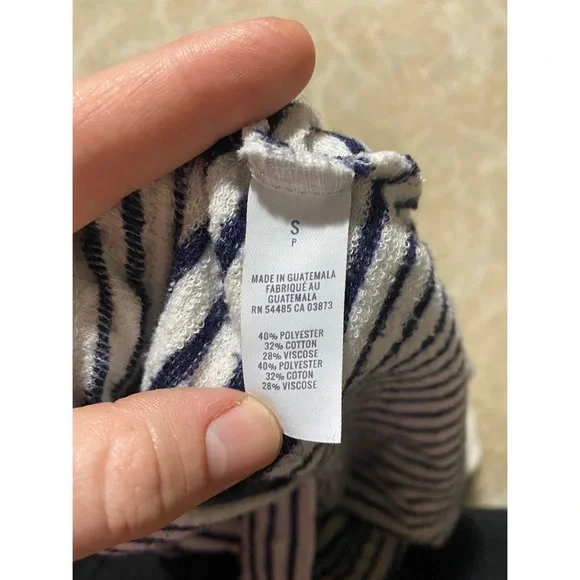 S
P
MADE IN GUATEMALA
FABRIQUÉ AU
GUATEMALA
RN 54485 CA 03873
40% POLYESTER
32% COTTON
28% VISCOSE
40% POLYESTER
32% COTON
28% VISCOSE